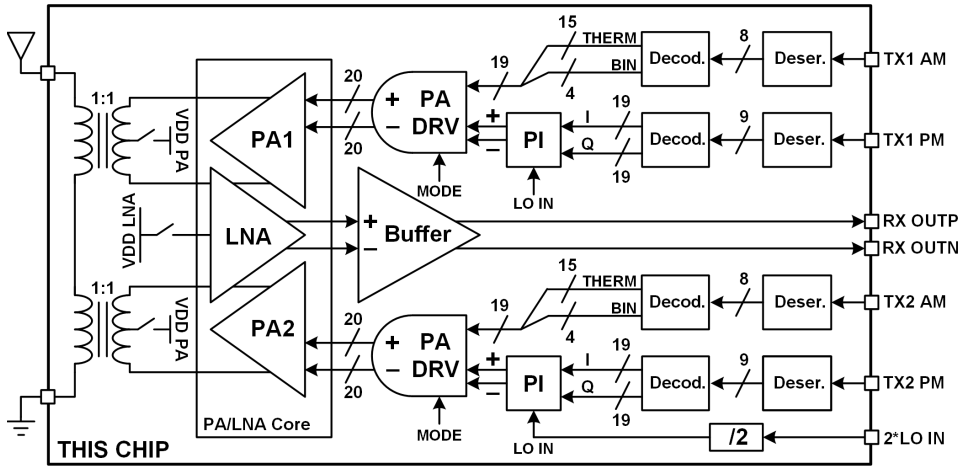 15
THERM
8
19
Decod.
Deser.
TX1 AM
20
BIN
1:1
+
PA
4
VDD PA
PA1
−
DRV
19
9
+
I
20
PI
Decod.
Deser.
TX1 PM
−
Q
MODE
19
LO IN
VDD LNA
LNA
+
Buffer
−
RX OUTP
RX OUTN
15
THERM
8
1:1
19
Decod.
Deser.
TX2 AM
BIN
VDD PA
20
4
PA2
+
PA
−
DRV
19
9
+
I
20
PI
Decod.
Deser.
TX2 PM
−
Q
19
PA/LNA Core
MODE
LO IN
/2
2*LO IN
THIS CHIP